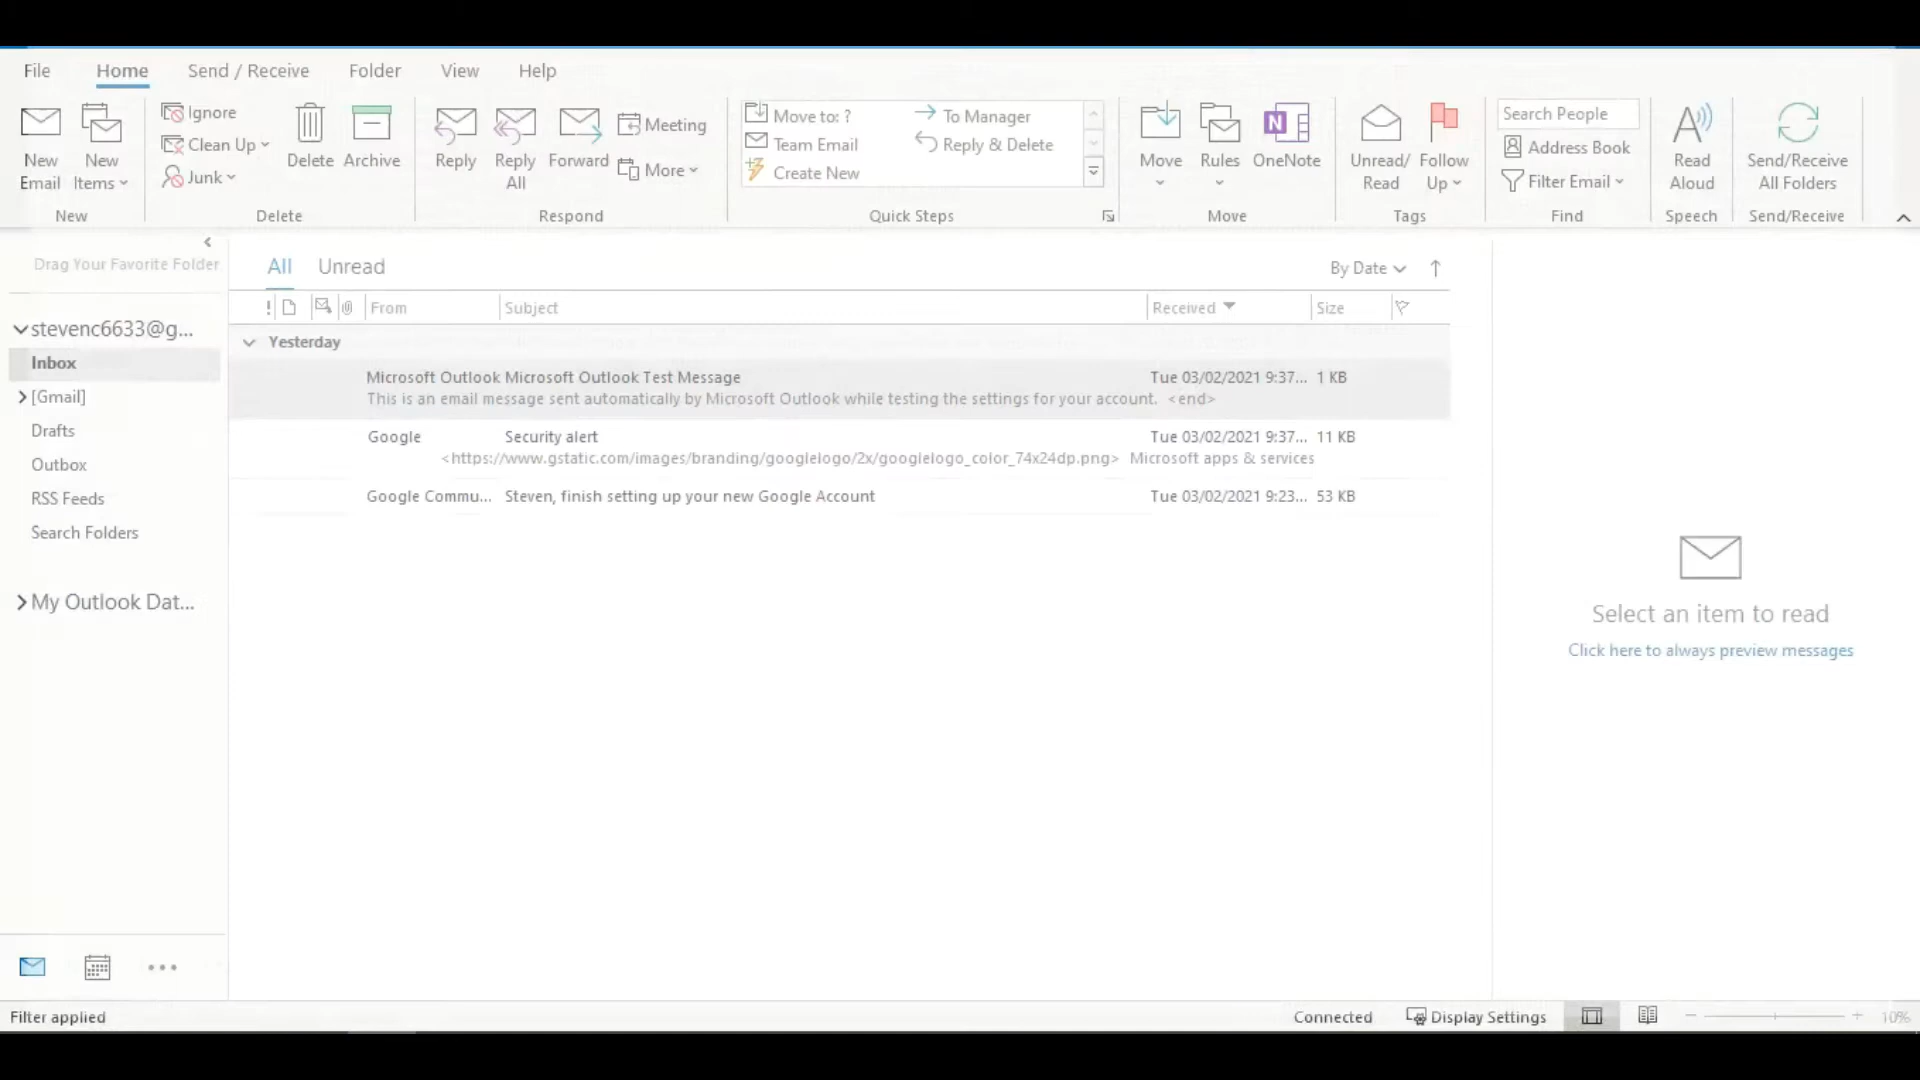 File Home Send / Receive Folder View Help
New Email
New Items
New
Ignore
Clean Up
Junk
Delete
Archive
Delete
Reply
Reply All
Forward
Meeting
More
Respond
Move to: ?
Team Email
Create New
To Manager
Reply & Delete
Quick Steps
Move
Rules
OneNote
Move
Unread/ Read
Follow Up
Tags
Search People
Address Book
Filter Email
Find
Read Aloud
Speech
Send/Receive All Folders
Send/Receive
Drag Your Favorite Folder
stevenc6633@g...
Inbox
[Gmail]
Drafts
Outbox
RSS Feeds
Search Folders
My Outlook Dat...
All Unread By Date
! From Subject Received Size
Yesterday
Microsoft Outlook Microsoft Outlook Test Message Tue 03/02/2021 9:37... 1 KB
This is an email message sent automatically by Microsoft Outlook while testing the settings for your account. <end>
Google Security alert Tue 03/02/2021 9:37... 11 KB
<https://www.gstatic.com/images/branding/googlelogo/2x/googlelogo_color_74x24dp.png> Microsoft apps & services
Google Commu... Steven, finish setting up your new Google Account Tue 03/02/2021 9:23... 53 KB
Select an item to read
Click here to always preview messages
Filter applied Connected Display Settings 10%